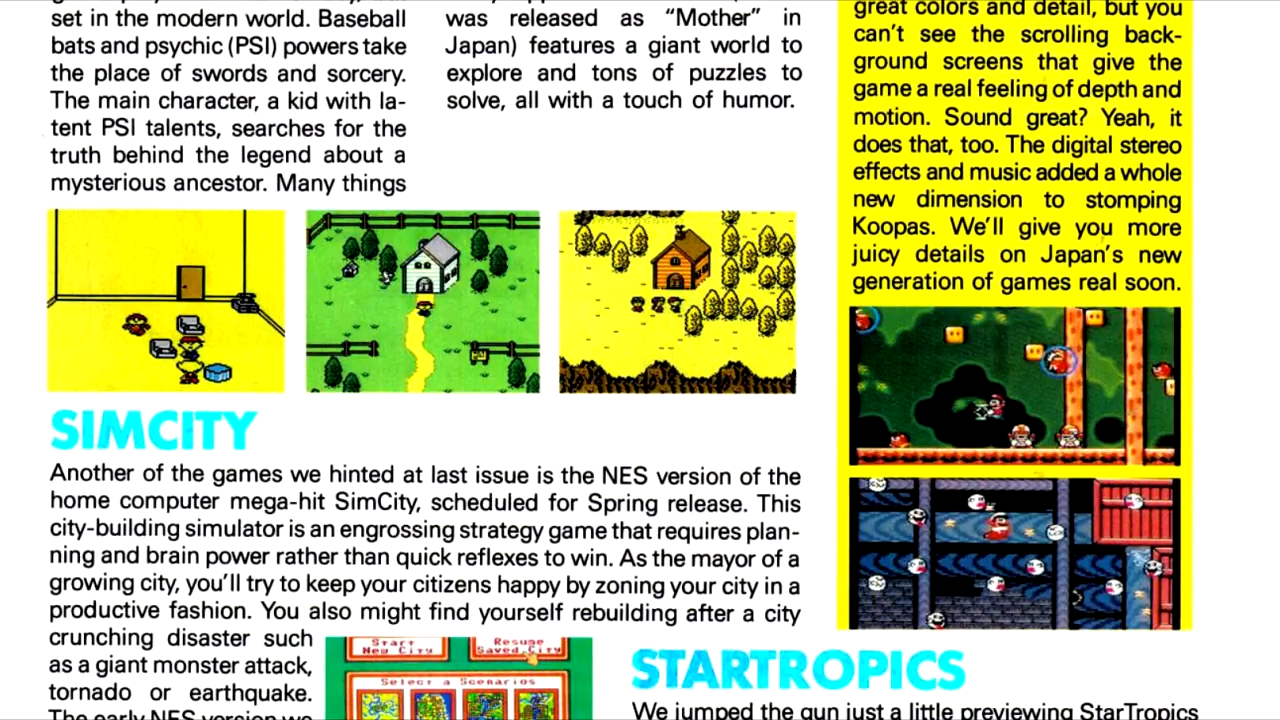 set in the modern world. Baseball
bats and psychic (PSI) powers take
the place of swords and sorcery.
The main character, a kid with la-
tent PSI talents, searches for the
truth behind the legend about a
mysterious ancestor. Many things
was released as “Mother” in
Japan) features a giant world to
explore and tons of puzzles to
solve, all with a touch of humor.
great colors and detail, but you
can’t see the scrolling back-
ground screens that give the
game a real feeling of depth and
motion. Sound great? Yeah, it
does that, too. The digital stereo
effects and music added a whole
new dimension to stomping
Koopas. We’ll give you more
juicy details on Japan’s new
generation of games real soon.
SIMCITY
Another of the games we hinted at last issue is the NES version of the
home computer mega-hit SimCity, scheduled for Spring release. This
city-building simulator is an engrossing strategy game that requires plan-
ning and brain power rather than quick reflexes to win. As the mayor of a
growing city, you’ll try to keep your citizens happy by zoning your city in a
productive fashion. You also might find yourself rebuilding after a city
crunching disaster such
as a giant monster attack,
tornado or earthquake.
The early NES version we
Start
New City
Resume
Saved City
Select a Scenarios
STARTROPICS
We jumped the gun just a little previewing StarTropics